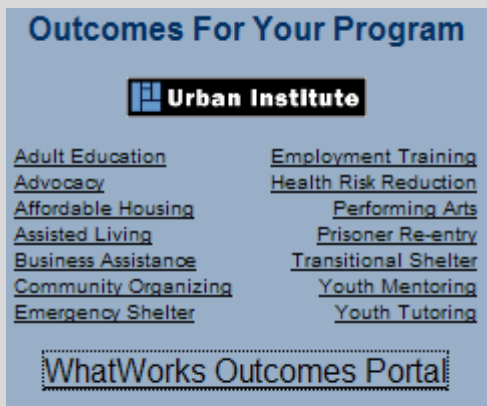 Outcomes For Your Program
Urban Institute
Adult Education
Advocacy
Affordable Housing
Assisted Living
Business Assistance
Community Organizing
Emergency Shelter
Employment Training
Health Risk Reduction
Performing Arts
Prisoner Re-entry
Transitional Shelter
Youth Mentoring
Youth Tutoring
WhatWorks Outcomes Portal